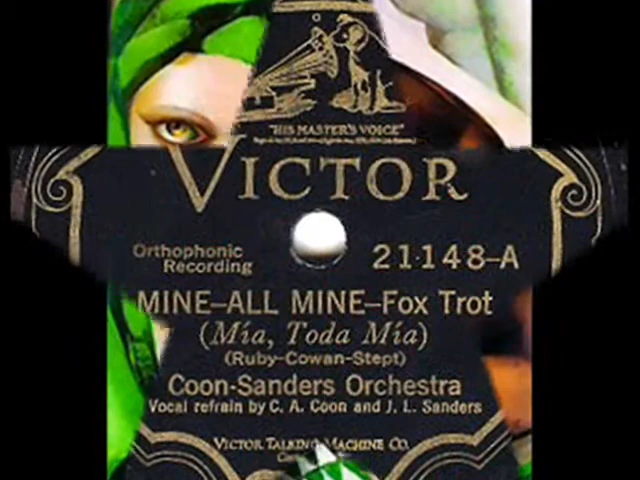 "HIS MASTER'S VOICE"
VICTOR
Orthophonic
Recording
21148-A
MINE-ALL MINE-Fox Trot
(Mía, Toda Mía)
(Ruby-Cowan-Stept)
Coon-Sanders Orchestra
Vocal refrain by C. A. Coon and J. L. Sanders
VICTOR TALKING MACHINE CO.